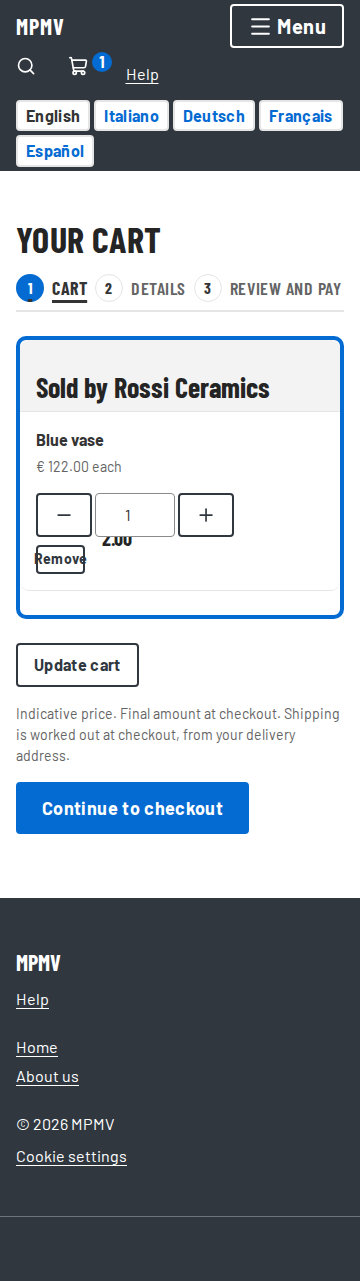 MPMV
Menu
1
Help
English Italiano Deutsch Français
Español
YOUR CART
1 CART 2 DETAILS 3 REVIEW AND PAY
Sold by Rossi Ceramics
Blue vase
€ 122.00 each
1
2.00
Remove
Update cart
Indicative price. Final amount at checkout. Shipping
is worked out at checkout, from your delivery
address.
Continue to checkout
MPMV
Help
Home
About us
© 2026 MPMV
Cookie settings